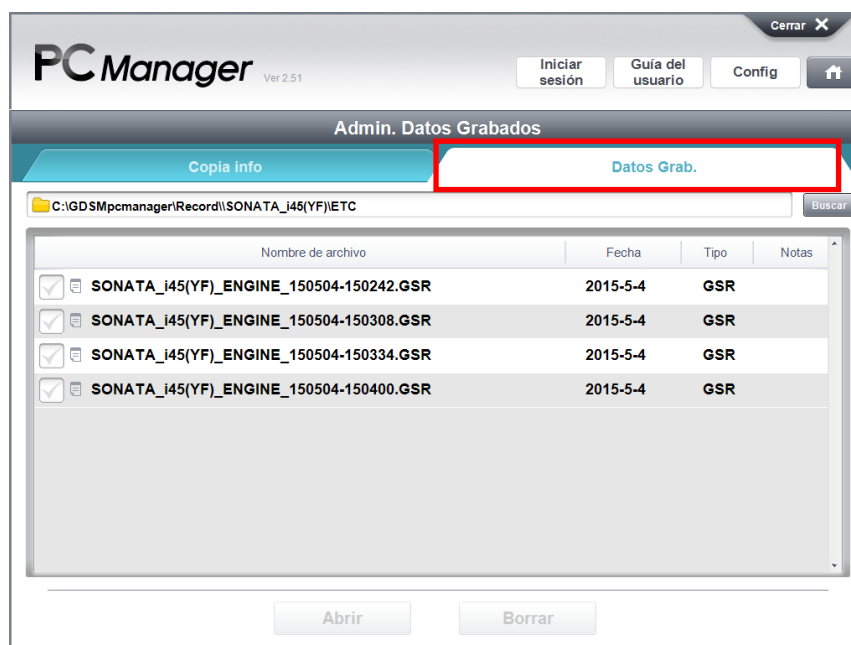 Cerrar X
PC Manager Ver 2.51
Iniciar sesión
Guía del usuario
Config
Admin. Datos Grabados
Copia info
Datos Grab.
C:\GDSMpcmanager\Record\\SONATA_i45(YF)\ETC
Buscar
Nombre de archivo Fecha Tipo Notas
SONATA_i45(YF)_ENGINE_150504-150242.GSR 2015-5-4 GSR
SONATA_i45(YF)_ENGINE_150504-150308.GSR 2015-5-4 GSR
SONATA_i45(YF)_ENGINE_150504-150334.GSR 2015-5-4 GSR
SONATA_i45(YF)_ENGINE_150504-150400.GSR 2015-5-4 GSR
Abrir
Borrar